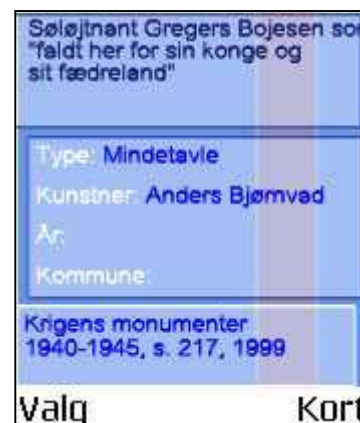 Søløjtnant Gregers Bojesen so
"faldt her for sin konge og
sit fædreland"
Type: Mindetavle
Kunstner: Anders Bjørnvad
År:
Kommune:
Krigens monumenter
1940-1945, s. 217, 1999
Valg Kort